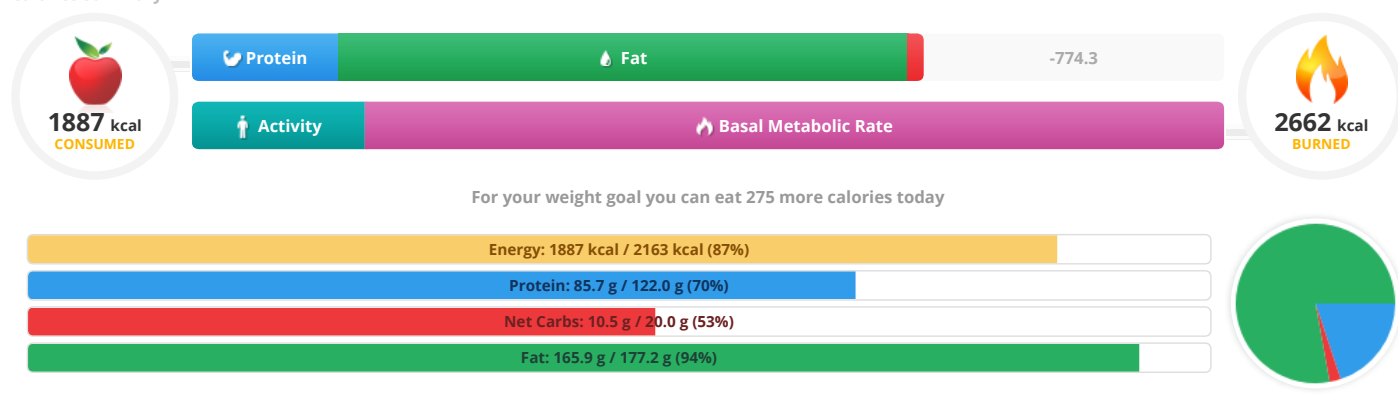 Protein
Fat
-774.3
1887 kcal
CONSUMED
Activity
Basal Metabolic Rate
2662 kcal
BURNED
For your weight goal you can eat 275 more calories today
Energy: 1887 kcal / 2163 kcal (87%)
Protein: 85.7 g / 122.0 g (70%)
Net Carbs: 10.5 g / 20.0 g (53%)
Fat: 165.9 g / 177.2 g (94%)